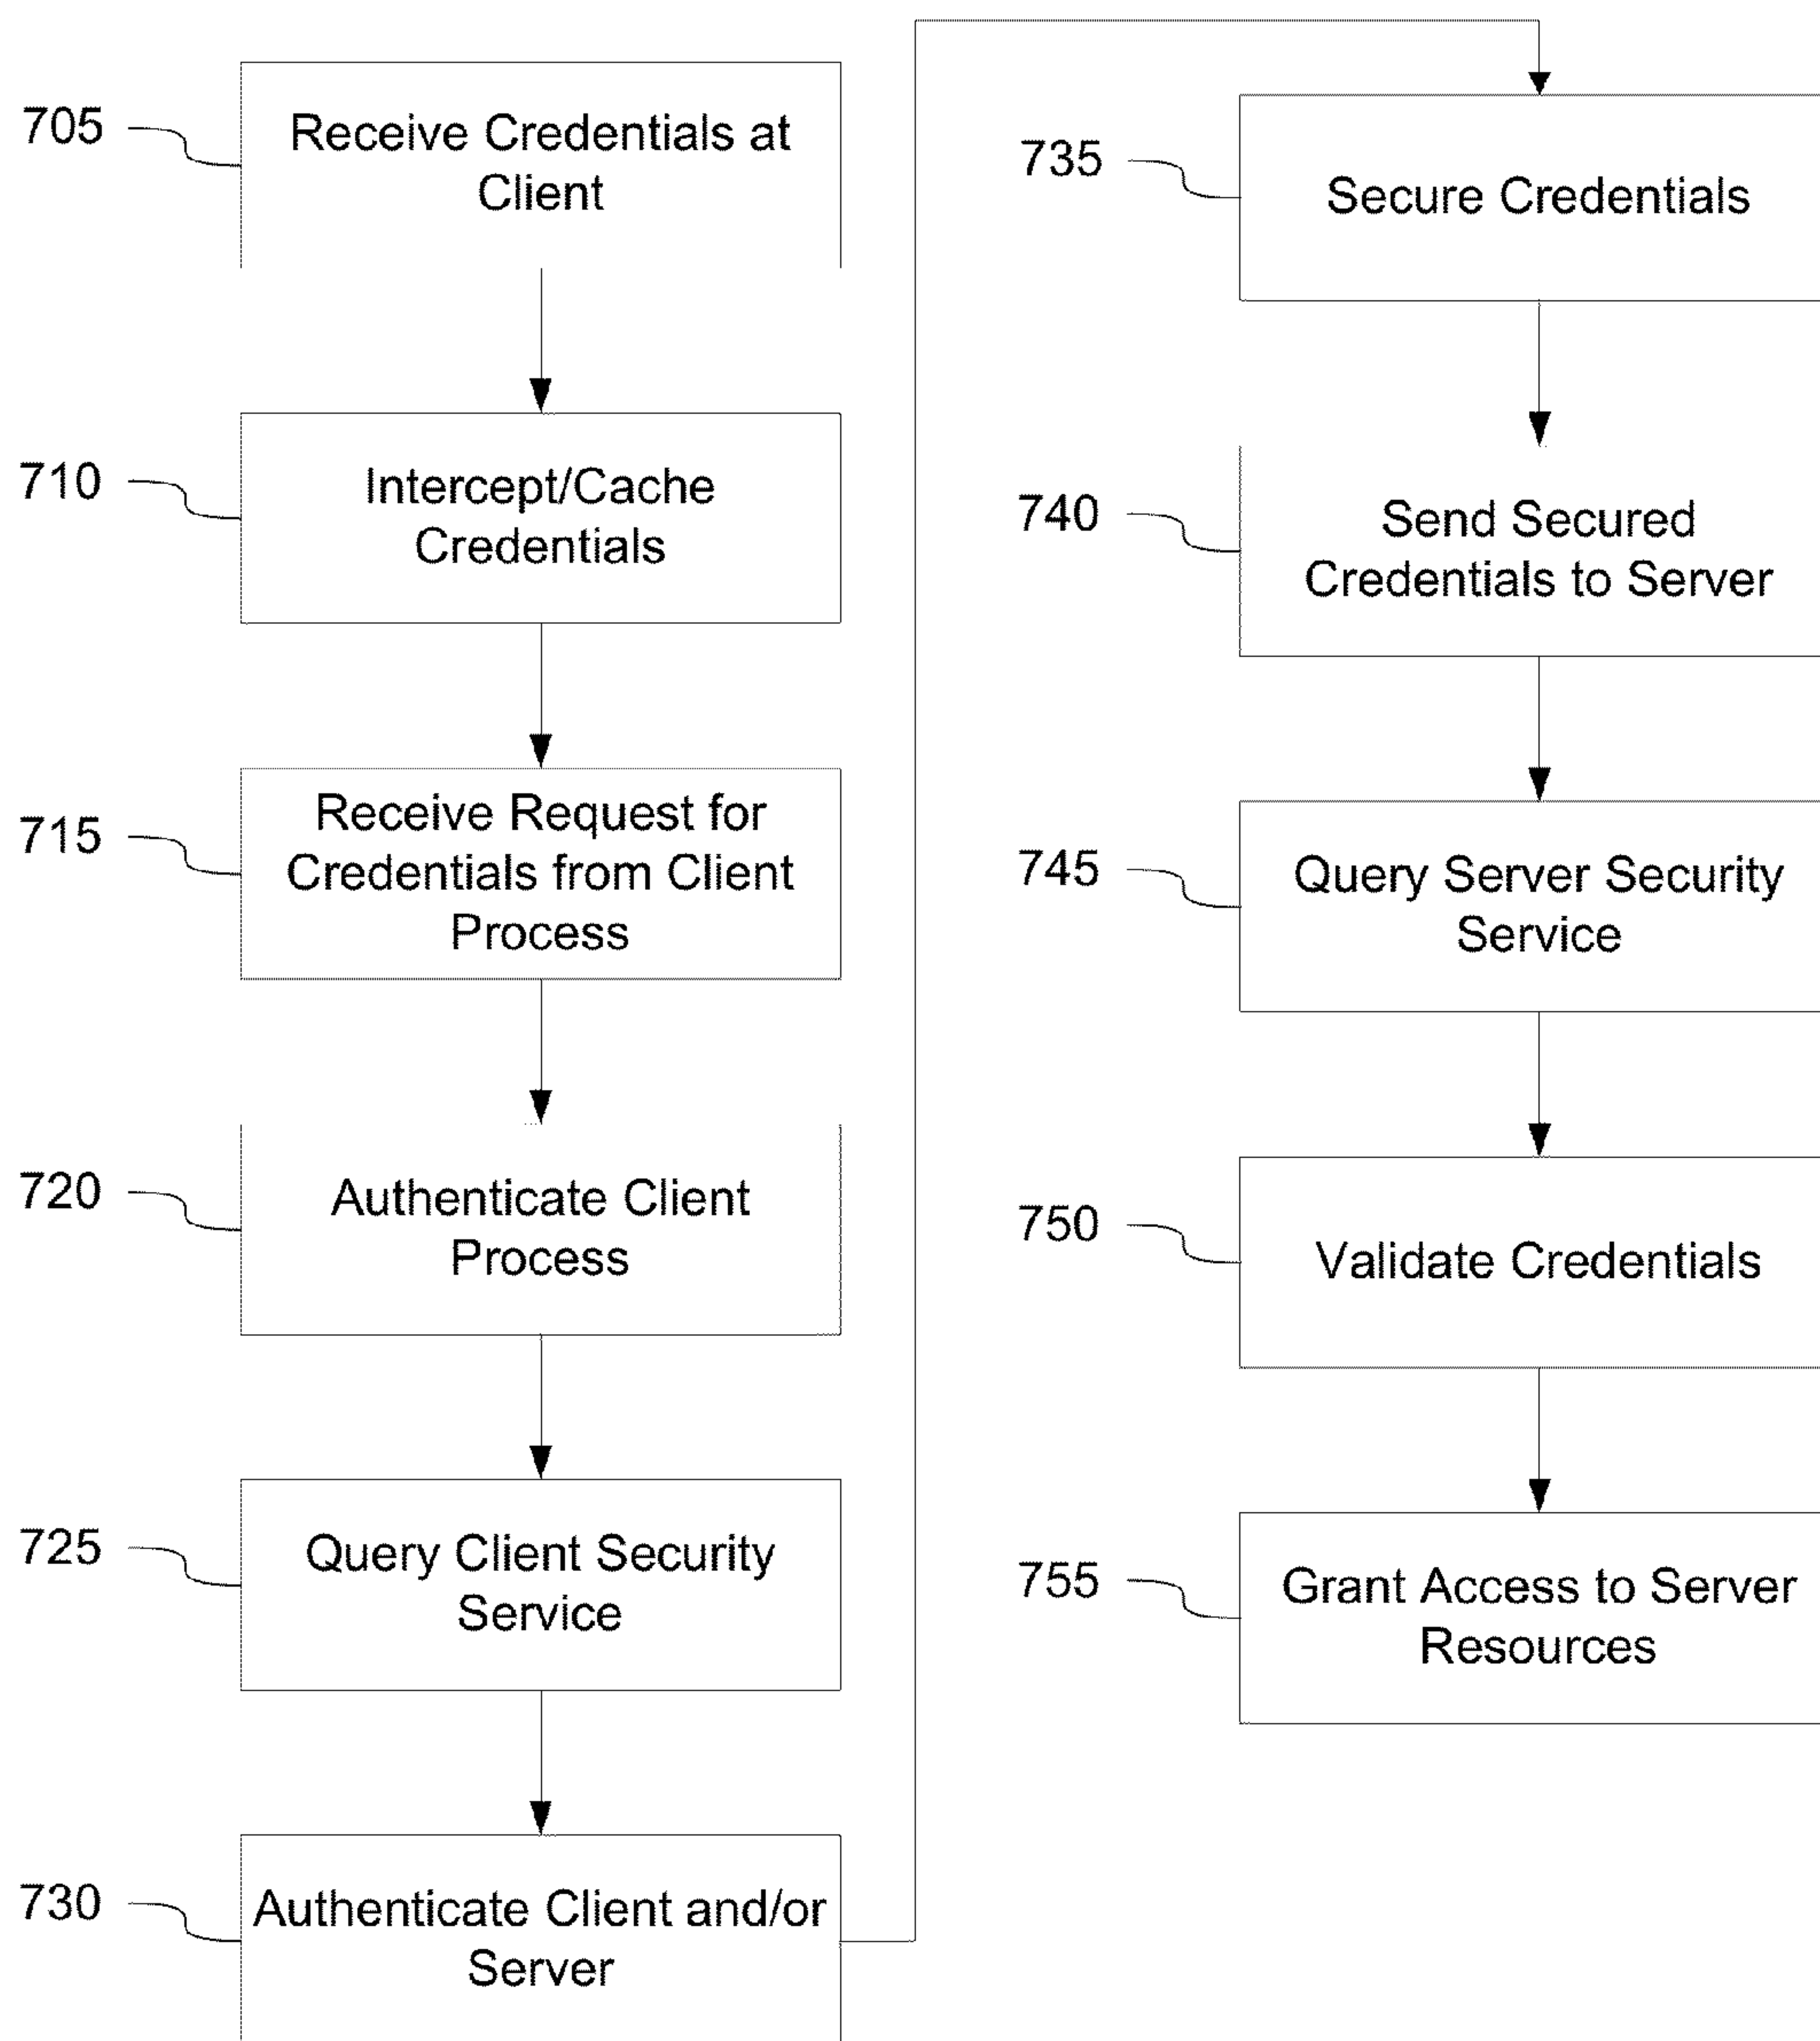 705
Receive Credentials at
Client
710
Intercept/Cache
Credentials
715
Receive Request for
Credentials from Client
Process
720
Authenticate Client
Process
725
Query Client Security
Service
730
Authenticate Client and/or
Server
735
Secure Credentials
740
Send Secured
Credentials to Server
745
Query Server Security
Service
750
Validate Credentials
755
Grant Access to Server
Resources